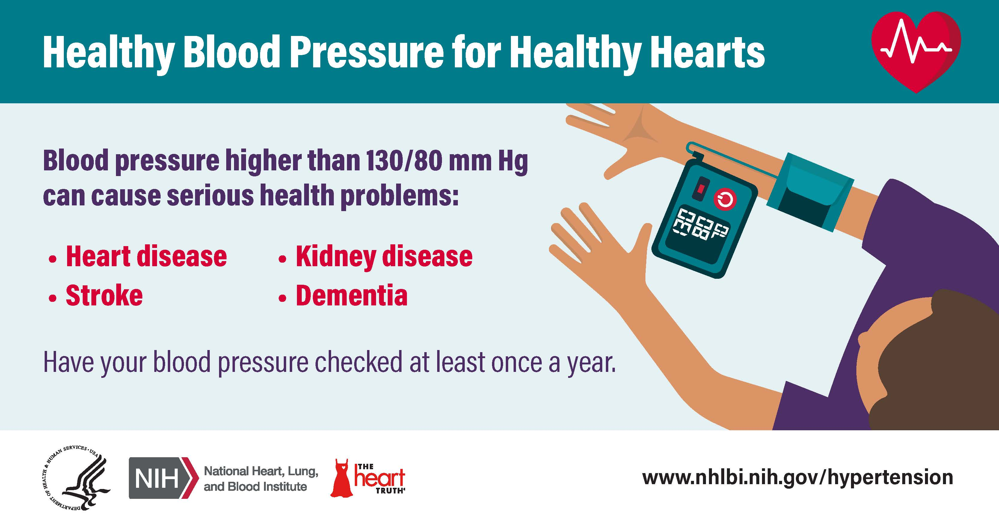 Healthy Blood Pressure for Healthy Hearts
Blood pressure higher than 130/80 mm Hg
can cause serious health problems:
• Heart disease
• Stroke
• Kidney disease
• Dementia
Have your blood pressure checked at least once a year.
DEPARTMENT OF HEALTH & HUMAN SERVICES • USA
NIH
National Heart, Lung,
and Blood Institute
THE
heart
TRUTH®
www.nhlbi.nih.gov/hypertension